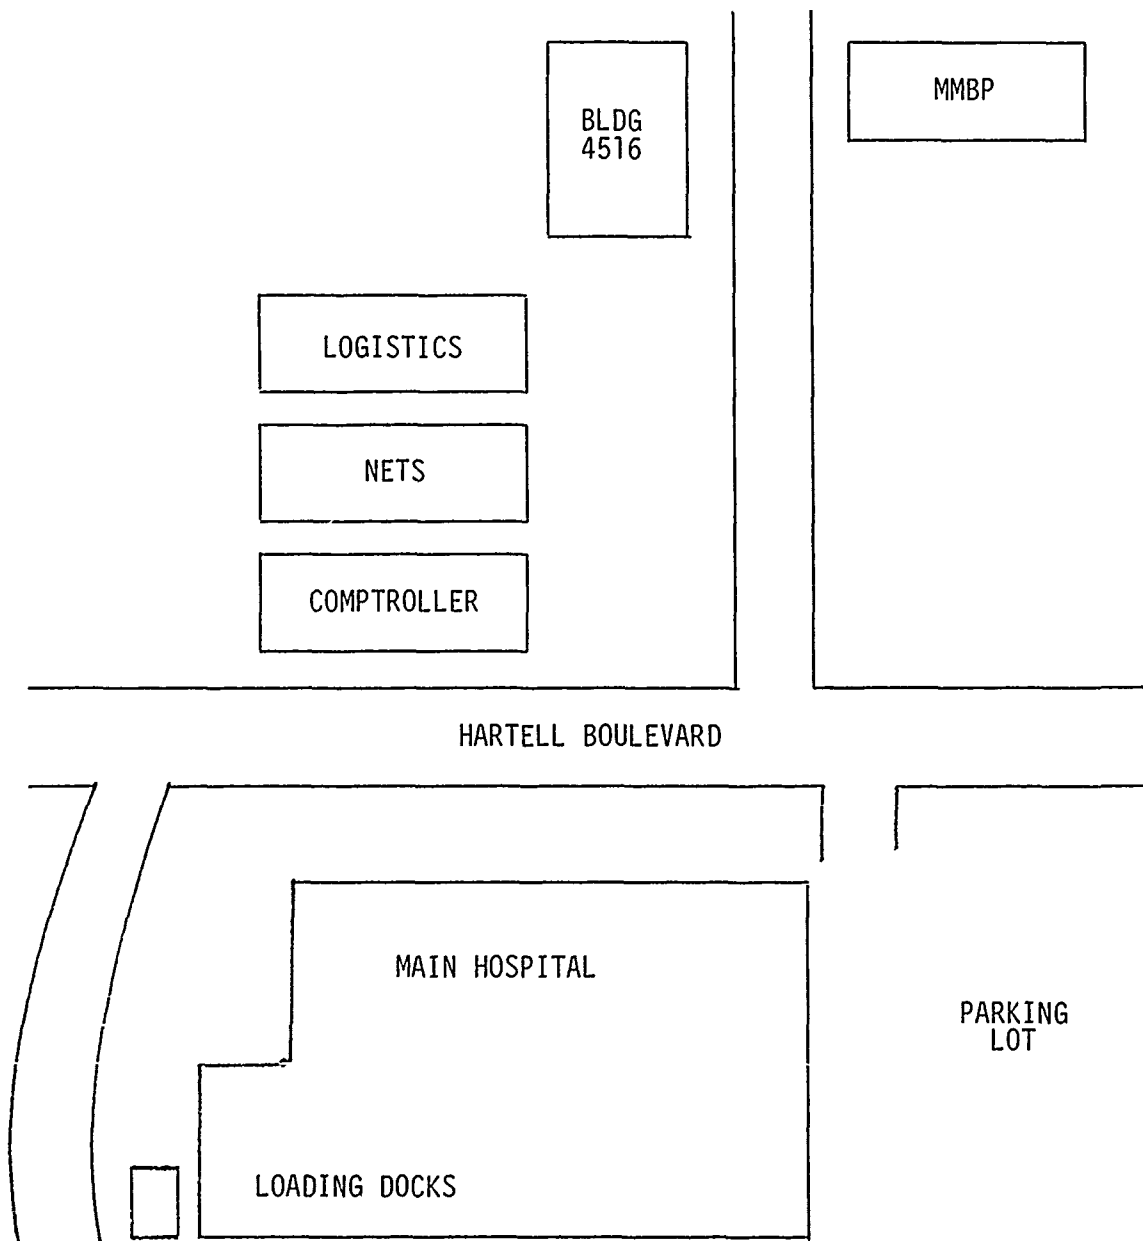 BLDG
4516
MMBP
LOGISTICS
NETS
COMPTROLLER
HARTELL BOULEVARD
MAIN HOSPITAL
PARKING
LOT
LOADING DOCKS